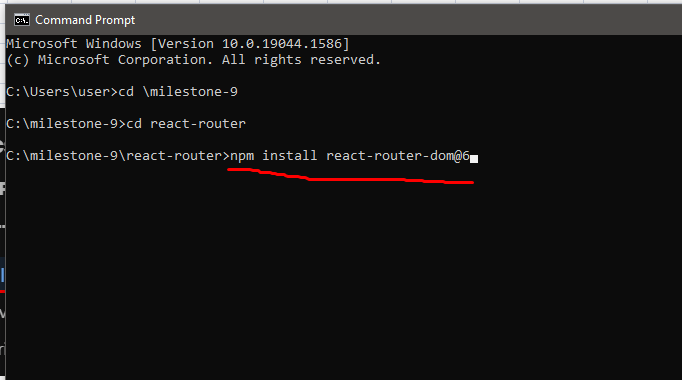 Command Prompt
Microsoft Windows [Version 10.0.19044.1586]
(c) Microsoft Corporation. All rights reserved.
C:\Users\user>cd \milestone-9
C:\milestone-9>cd react-router
C:\milestone-9\react-router>npm install react-router-dom@6